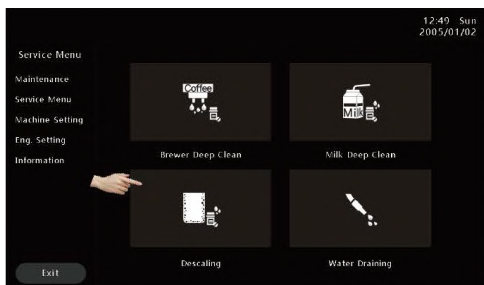 12:49 Sun
2005/01/02
Service Menu
Maintenance
Service Menu
Machine Setting
Eng. Setting
Information
Exit
Coffee
Brewer Deep Clean
Milk
Milk Deep Clean
Descaling
Water Draining